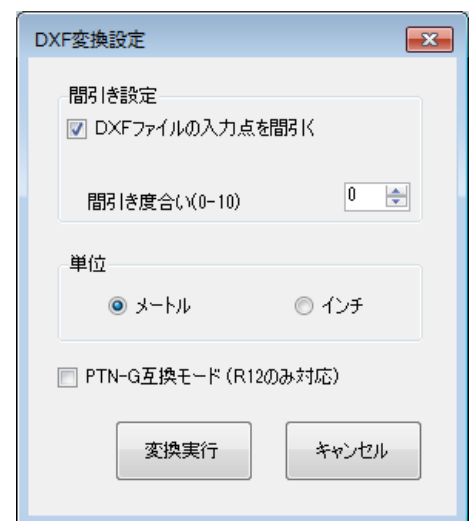 DXF変換設定
間引き設定
DXFファイルの入力点を間引く
間引き度合い(0-10) 0
単位
メートル インチ
PTN-G互換モード(R12のみ対応)
変換実行 キャンセル